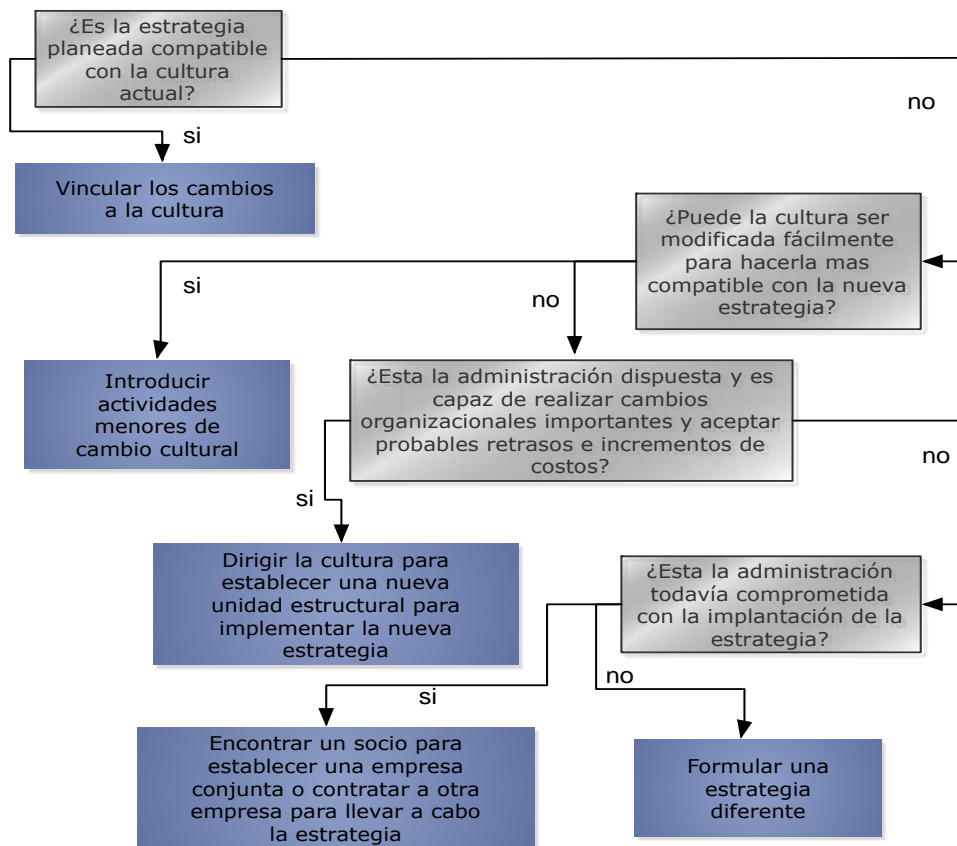 ¿Es la estrategia
planeada compatible
con la cultura
actual?
no
si
Vincular los cambios
a la cultura
¿Puede la cultura ser
modificada fácilmente
para hacerla mas
compatible con la nueva
estrategia?
si
no
Introducir
actividades
menores de
cambio cultural
¿Esta la administración dispuesta y es
capaz de realizar cambios
organizacionales importantes y aceptar
probables retrasos e incrementos de
costos?
no
si
Dirigir la cultura para
establecer una nueva
unidad estructural para
implementar la nueva
estrategia
¿Esta la administración
todavía comprometida
con la implantación de la
estrategia?
si
no
Encontrar un socio para
establecer una empresa
conjunta o contratar a otra
empresa para llevar a cabo
la estrategia
Formular una
estrategia
diferente